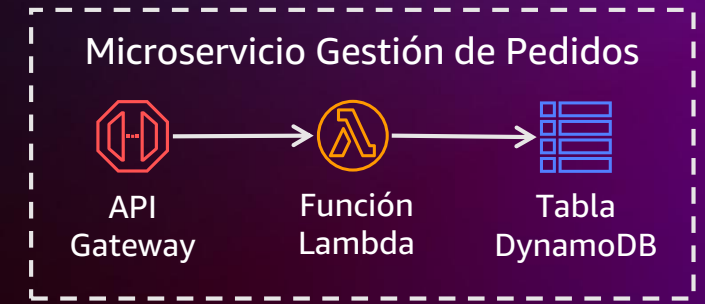 Microservicio Gestión de Pedidos
API
Gateway
Función
Lambda
Tabla
DynamoDB